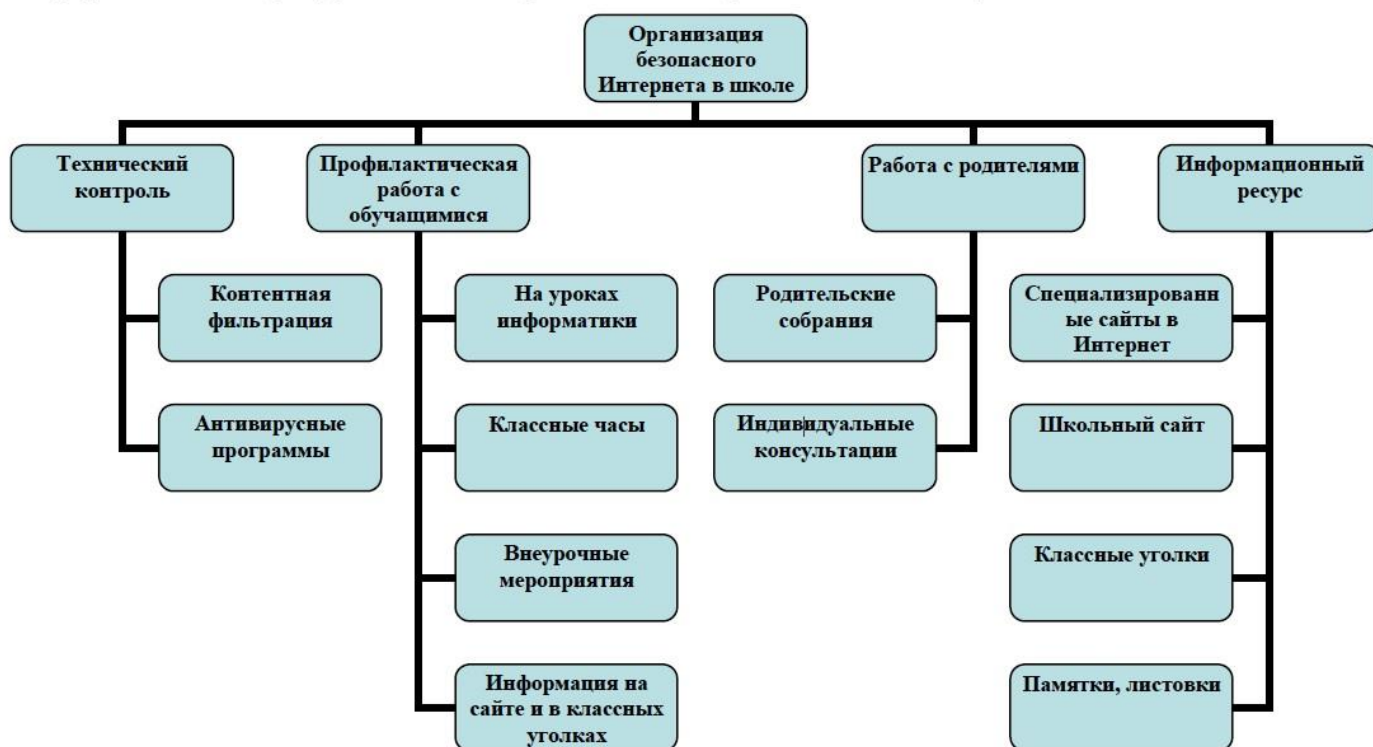 Организация
безопасного
Интернета в школе
Технический
контроль
Профилактическая
работа с
обучащимися
Работа с родителями
Информационный
ресурс
Контентная
фильтрация
На уроках
информатики
Родительские
собрания
Специализированн
ые сайты в
Интернет
Антивирусные
программы
Классные часы
Индивидуальные
консультации
Школьный сайт
Внеурочные
мероприятия
Классные уголки
Информация на
сайте и в классных
уголках
Памятки, листовки